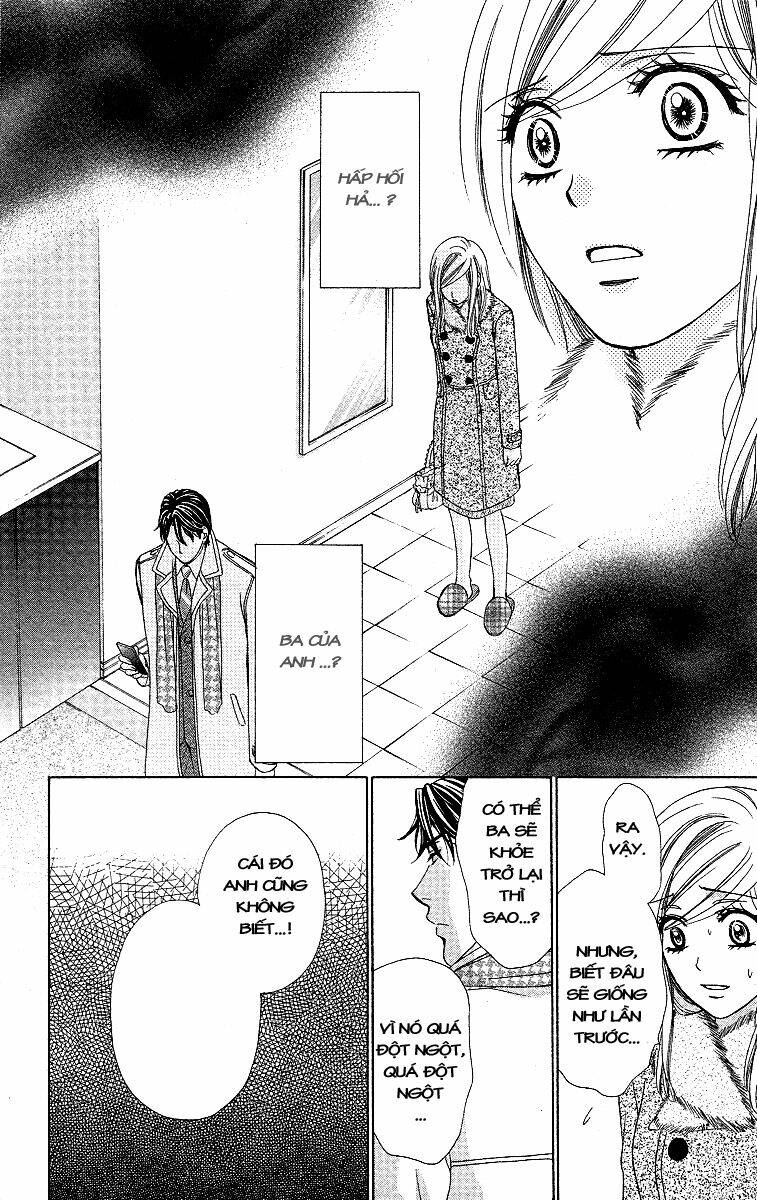 HẤP HỐI
HẢ... ?
BA CỦA
ANH ...?
RA
VẬY.
NHƯNG,
BIẾT ĐÂU
SẼ GIỐNG
NHƯ LẦN
TRƯỚC...
CÓ THỂ
BA SẼ
KHỎE
TRỞ LẠI
THÌ
SAO...?
VÌ NÓ QUÁ
ĐỘT NGỘT,
QUÁ ĐỘT
NGỘT
...
CÁI ĐÓ
ANH CŨNG
KHÔNG
BIẾT...!